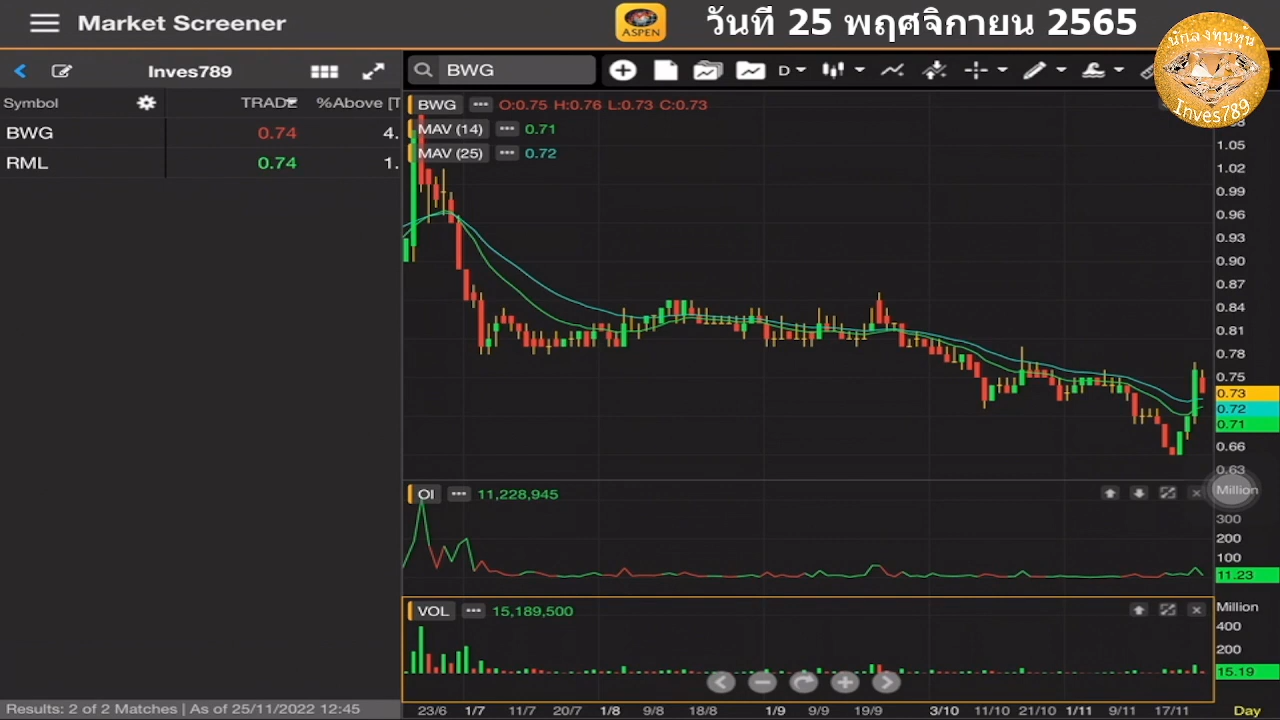 Market Screener
ASPEN
วันที่ 25 พฤศจิกายน 2565
นักลงทุนหุ้น
Inves789
Inves789
BWG
D
Symbol
TRADE
%Above [T
BWG 0.74 4.
RML 0.74 1.
BWG O:0.75 H:0.76 L:0.73 C:0.73
MAV (14) 0.71
MAV (25) 0.72
1.05
1.02
0.99
0.96
0.93
0.90
0.87
0.84
0.81
0.78
0.75
0.73
0.72
0.71
0.66
0.63
OI 11,228,945
Million
300
200
100
11.23
VOL 15,189,500
Million
400
200
15.19
Results: 2 of 2 Matches | As of 25/11/2022 12:45
23/6 1/7 11/7 20/7 1/8 9/8 18/8 1/9 9/9 19/9 3/10 11/10 21/10 1/11 9/11 17/11 Day